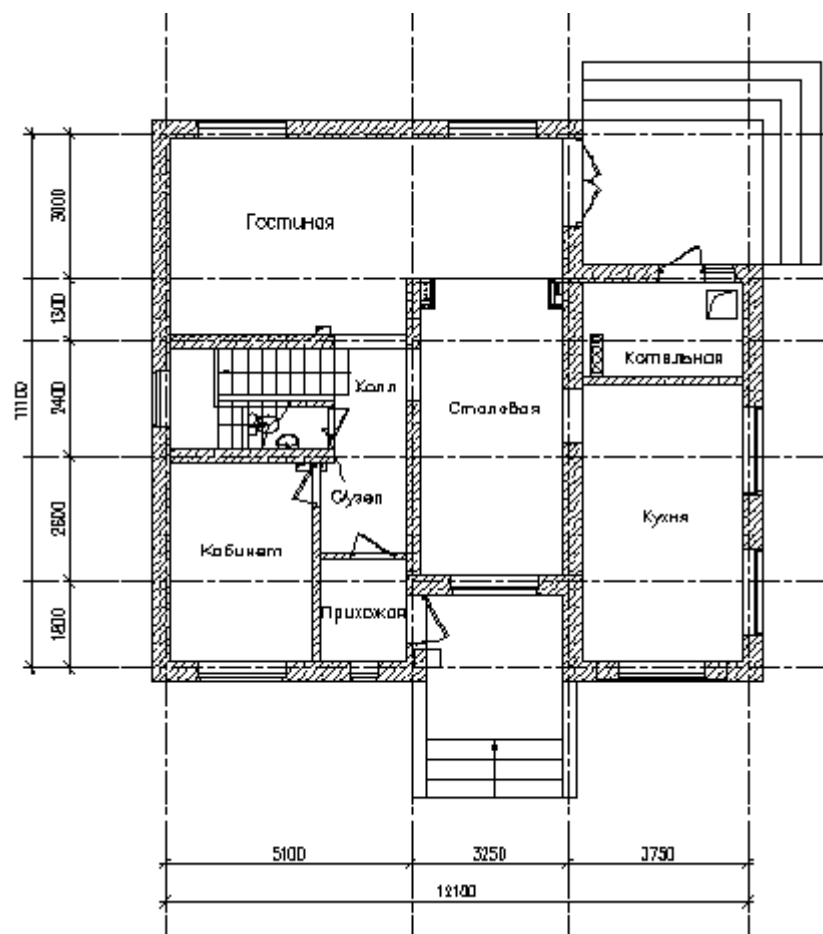 3000
Гостиная
1300
Котельная
11100
2400
Холл
Столовая
2600
С/узел
Кухня
Кабинет
1800
Прихожая
5100
3250
3750
12100